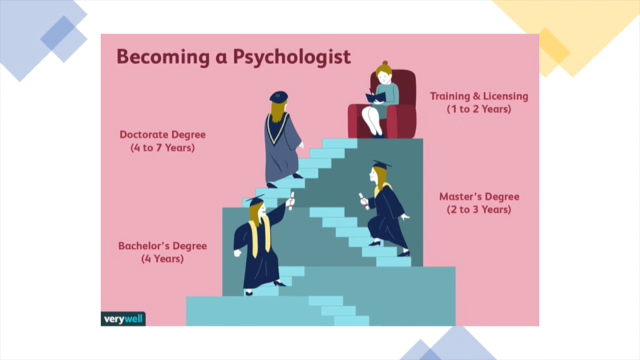 Becoming a Psychologist
Training & Licensing
(1 to 2 Years)
Doctorate Degree
(4 to 7 Years)
Master's Degree
(2 to 3 Years)
Bachelor's Degree
(4 Years)
verywell